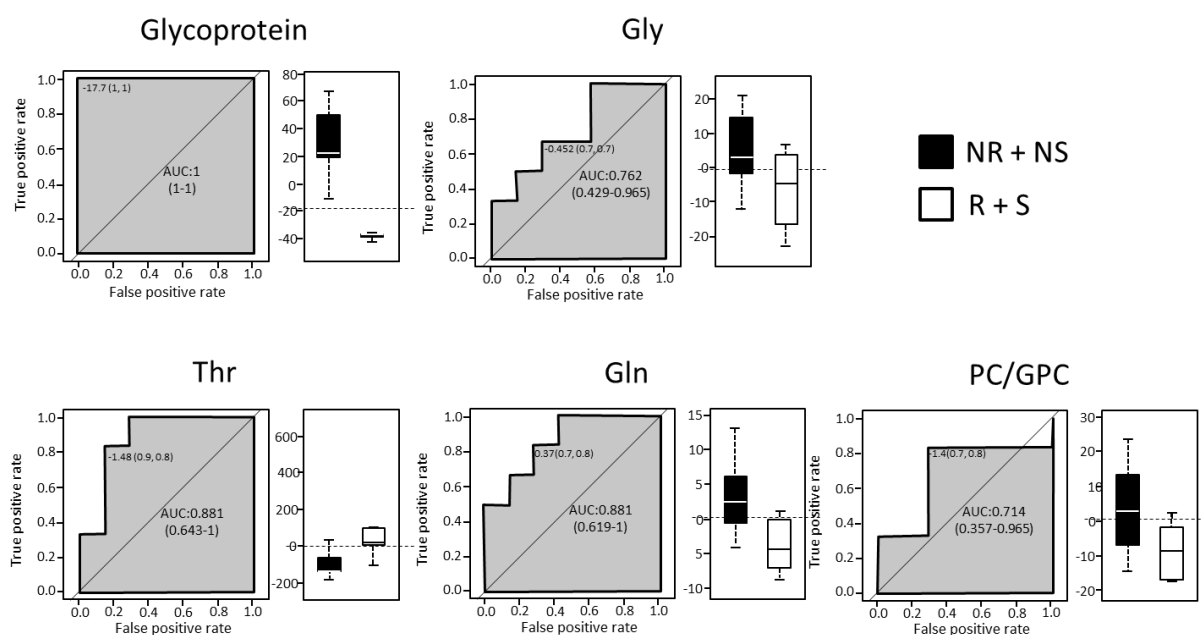 Glycoprotein
True positive rate
1.0
0.8
0.6
0.4
0.2
0.0
-17.7 (1, 1)
AUC:1
(1-1)
0.0 0.2 0.4 0.6 0.8 1.0
False positive rate
80
60
40
20
0
-20
-40
Gly
True positive rate
1.0
0.8
0.6
0.4
0.2
0.0
-0.452 (0.7, 0.7)
AUC:0.762
(0.429-0.965)
0.0 0.2 0.4 0.6 0.8 1.0
False positive rate
20
10
0
-10
-20
NR + NS
R + S
Thr
True positive rate
1.0
0.8
0.6
0.4
0.2
0.0
-1.48 (0.9, 0.8)
AUC:0.881
(0.643-1)
0.0 0.2 0.4 0.6 0.8 1.0
False positive rate
600
400
200
-0
-200
Gln
True positive rate
1.0
0.8
0.6
0.4
0.2
0.0
0.37(0.7, 0.8)
AUC:0.881
(0.619-1)
0.0 0.2 0.4 0.6 0.8 1.0
False positive rate
15
10
5
0
5
-10
PC/GPC
True positive rate
1.0
0.8
0.6
0.4
0.2
0.0
-1.4(0.7, 0.8)
AUC:0.714
(0.357-0.965)
0.0 0.2 0.4 0.6 0.8 1.0
False positive rate
30
20
10
0
-10
-20